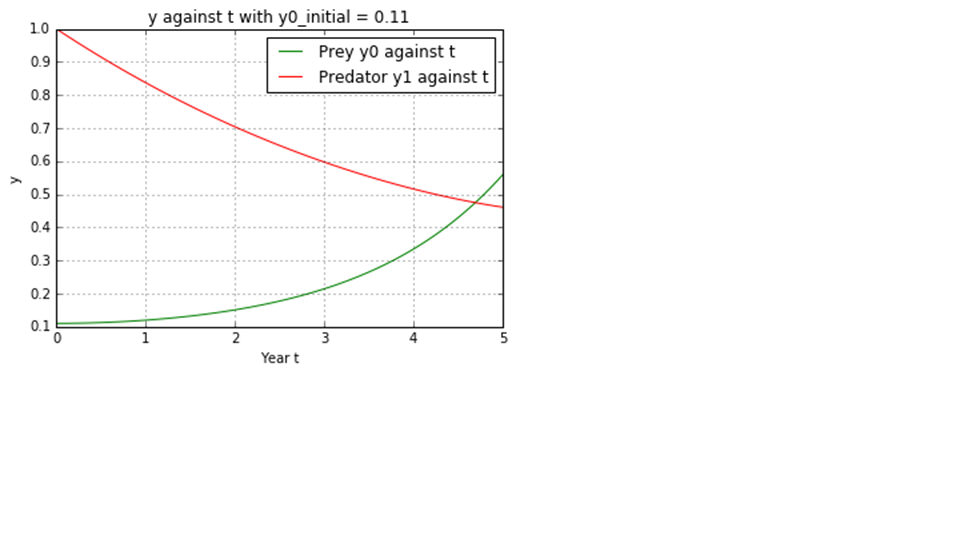 y against t with y0_initial = 0.11
Prey y0 against t
Predator y1 against t
1.0
0.9
0.8
0.7
0.6
0.5
0.4
0.3
0.2
0.1
y
0 1 2 3 4 5
Year t